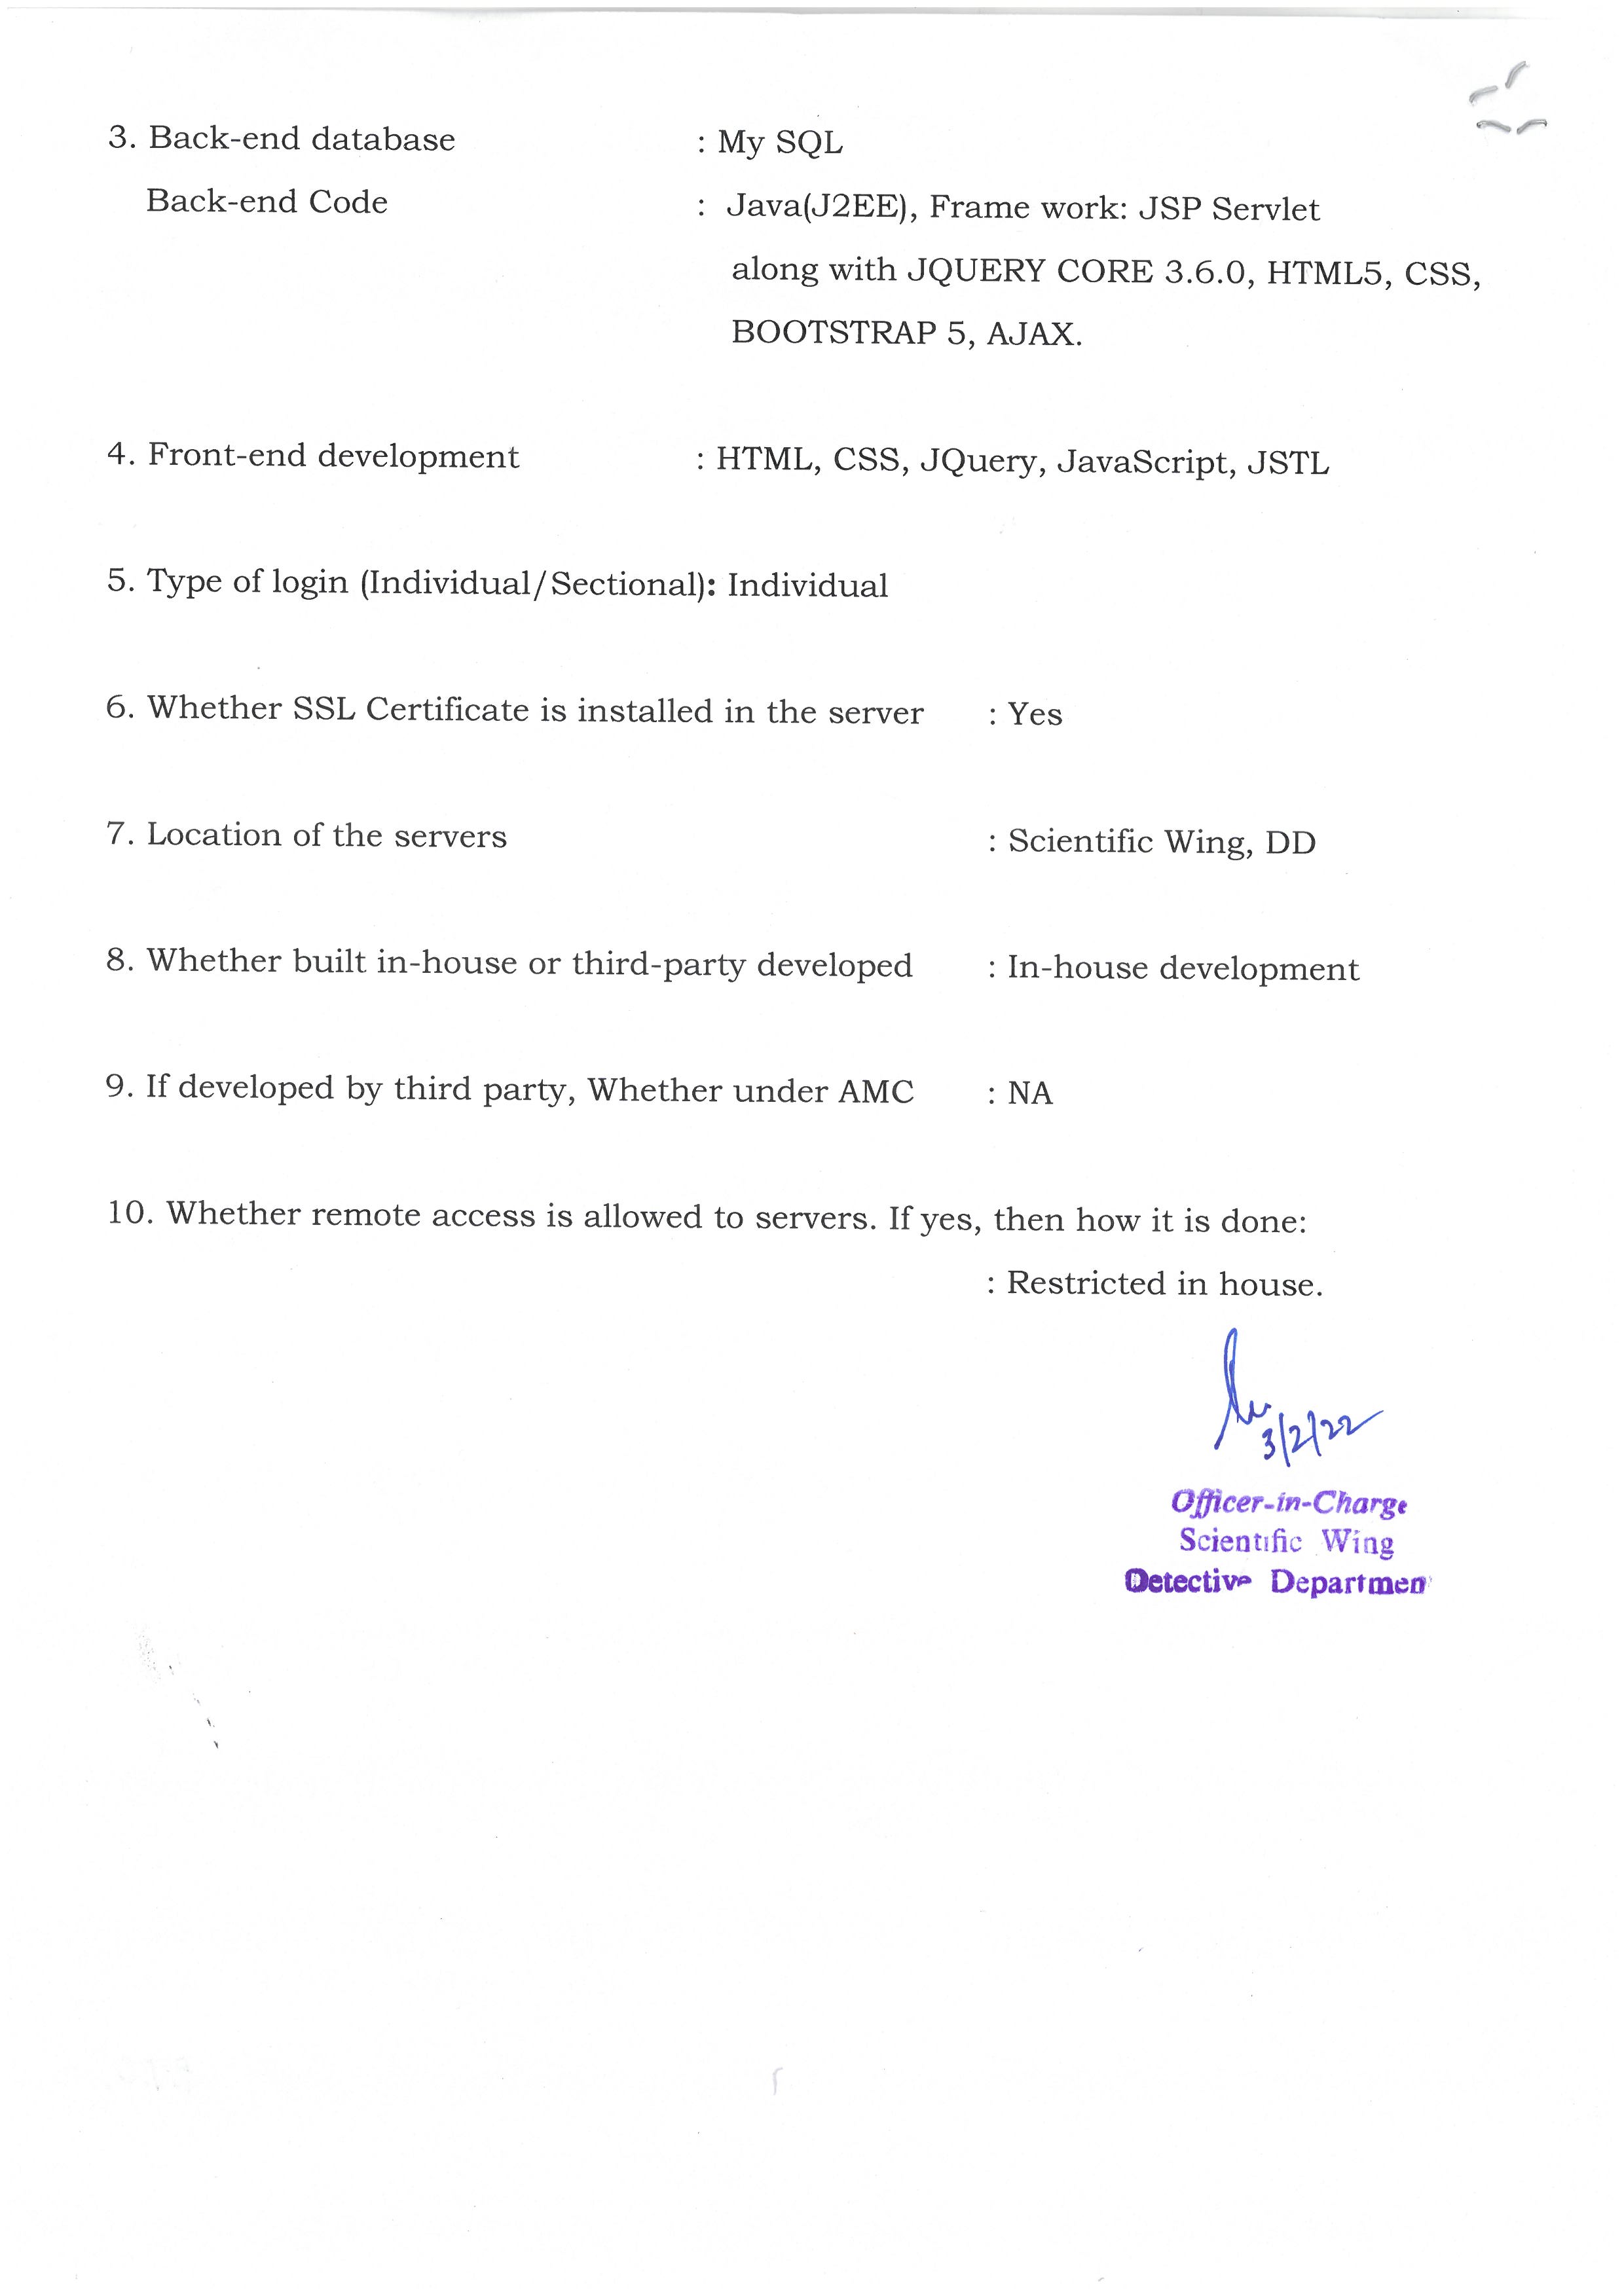 3. Back-end database : My SQL
Back-end Code : Java(J2EE), Frame work: JSP Servlet
along with JQUERY CORE 3.6.0, HTML5, CSS,
BOOTSTRAP 5, AJAX.
4. Front-end development : HTML, CSS, JQuery, JavaScript, JSTL
5. Type of login (Individual/Sectional): Individual
6. Whether SSL Certificate is installed in the server : Yes
7. Location of the servers : Scientific Wing, DD
8. Whether built in-house or third-party developed : In-house development
9. If developed by third party, Whether under AMC : NA
10. Whether remote access is allowed to servers. If yes, then how it is done:
: Restricted in house.
3/2/22
Officer-in-Charge
Scientific Wing
Detective Departmen